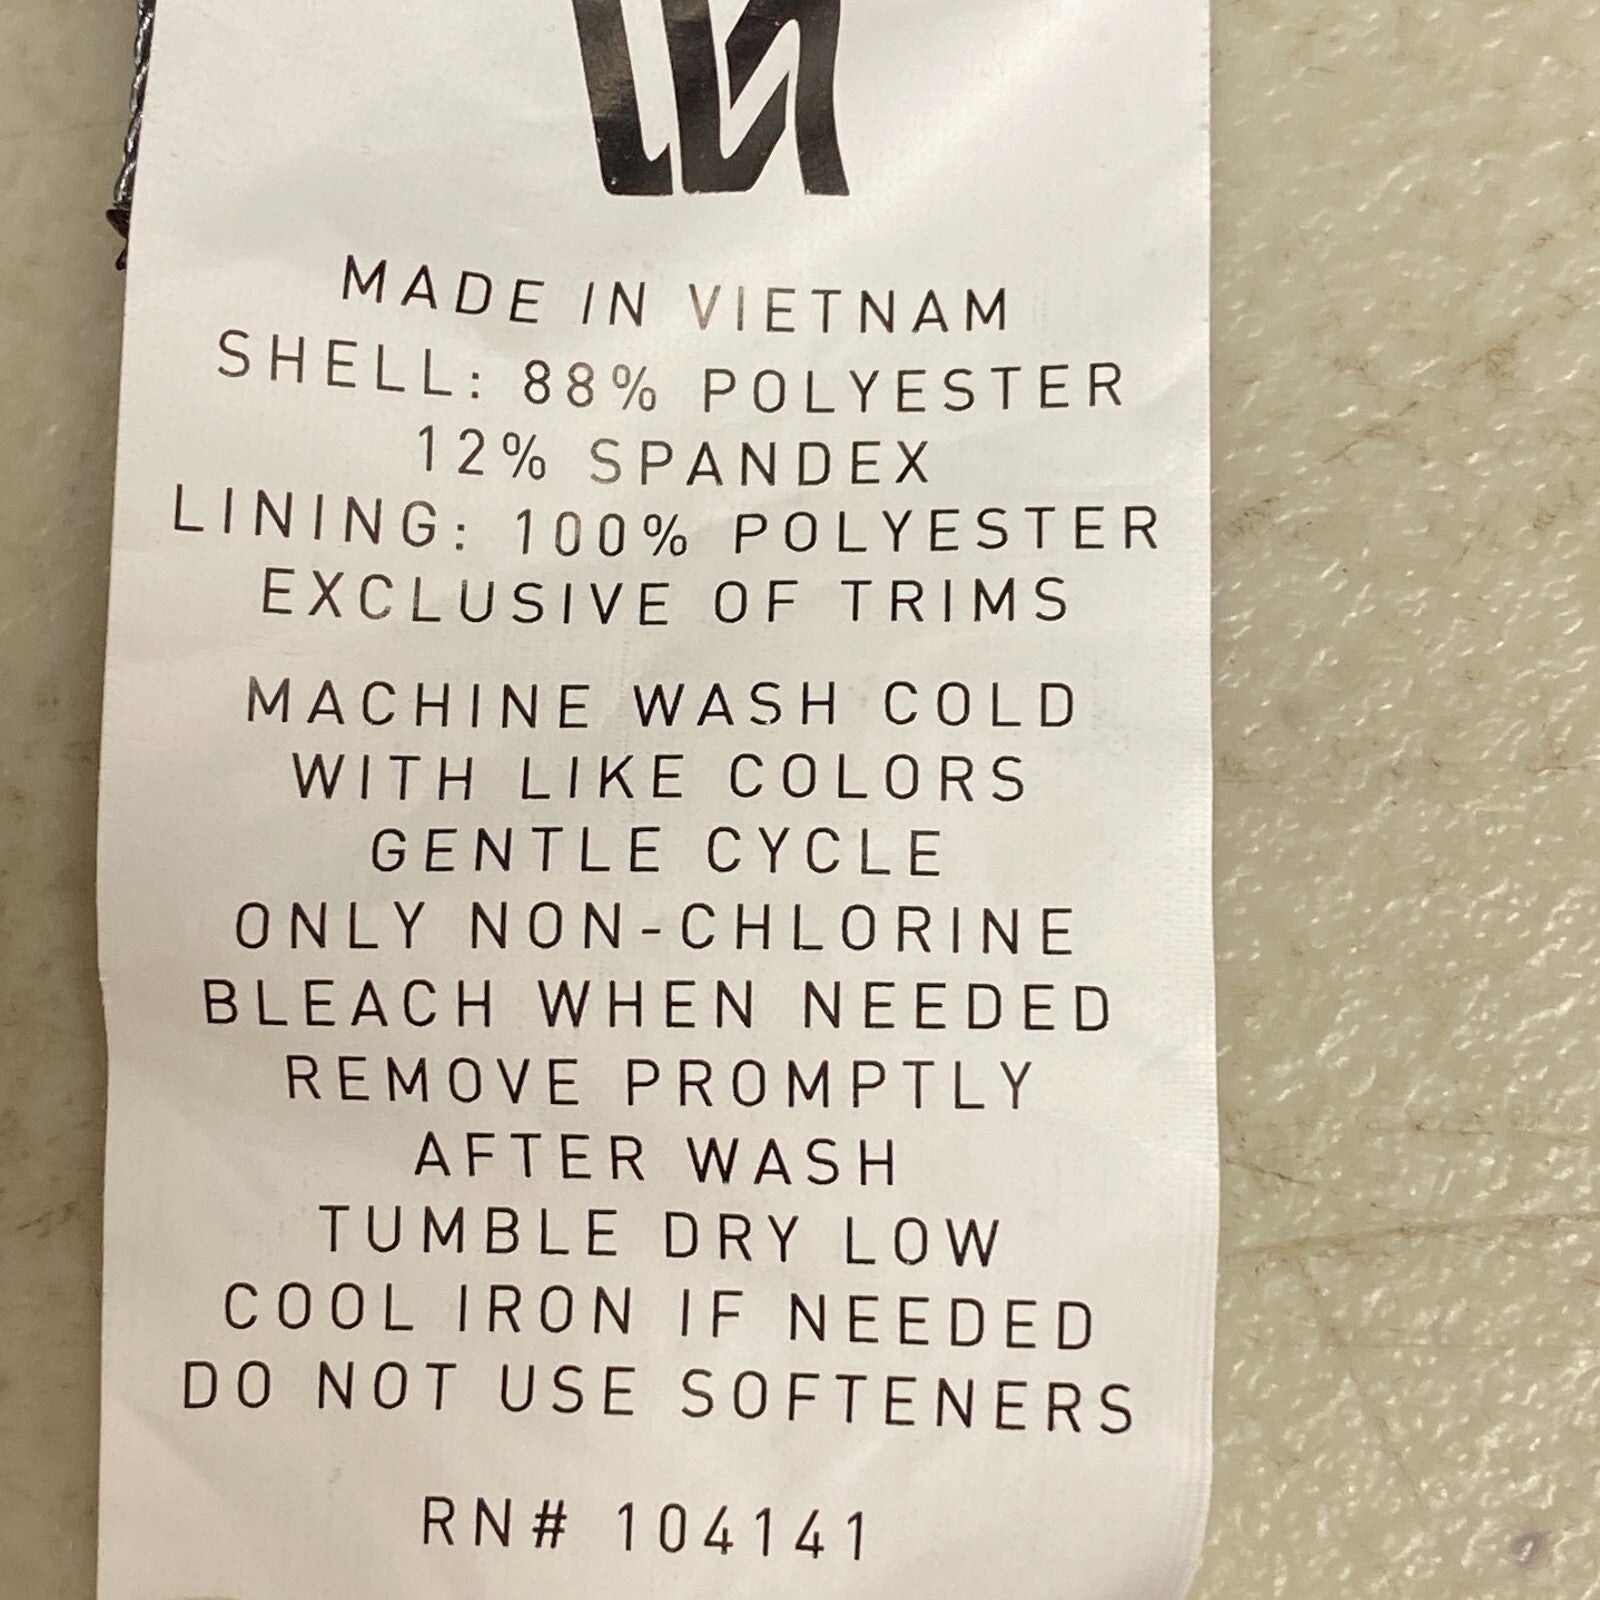 MADE IN VIETNAM
SHELL: 88% POLYESTER
12% SPANDEX
LINING: 100% POLYESTER
EXCLUSIVE OF TRIMS
MACHINE WASH COLD
WITH LIKE COLORS
GENTLE CYCLE
ONLY NON-CHLORINE
BLEACH WHEN NEEDED
REMOVE PROMPTLY
AFTER WASH
TUMBLE DRY LOW
COOL IRON IF NEEDED
DO NOT USE SOFTENERS
RN# 104141